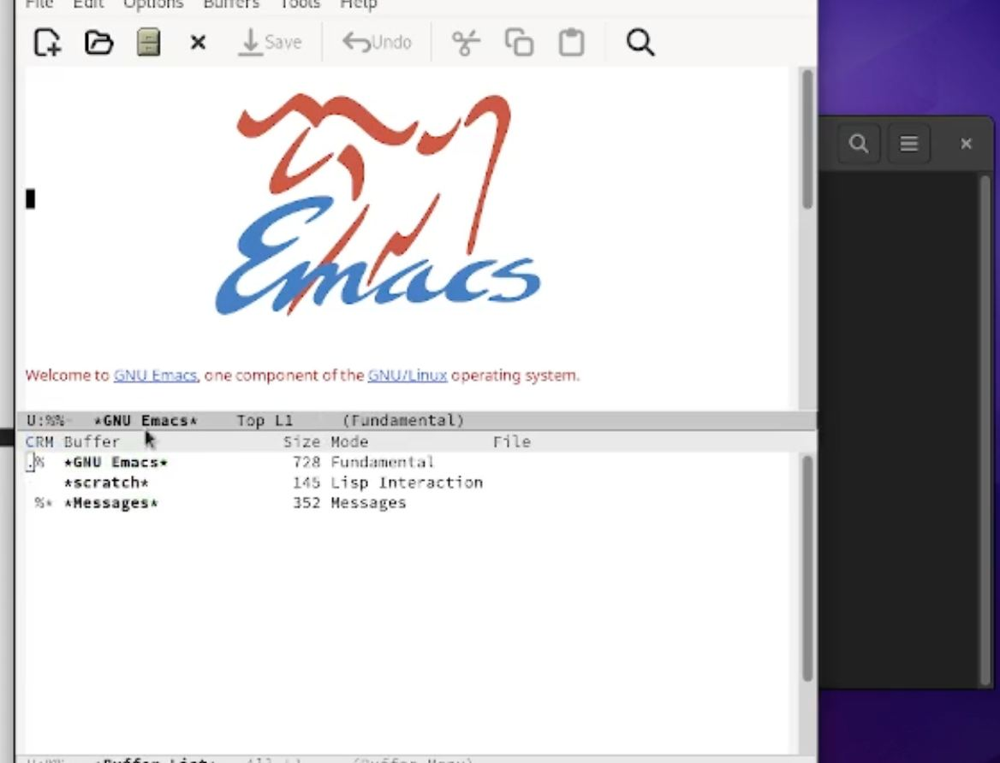 File Edit Options Buffers Tools Help
Save Undo
Emacs
Welcome to GNU Emacs, one component of the GNU/Linux operating system.
U:%%- *GNU Emacs* Top L1 (Fundamental)
CRM Buffer Size Mode File
.% *GNU Emacs* 728 Fundamental
*scratch* 145 Lisp Interaction
%* *Messages* 352 Messages
U:%%- *Buffer List* All L1 (Buffer Menu)